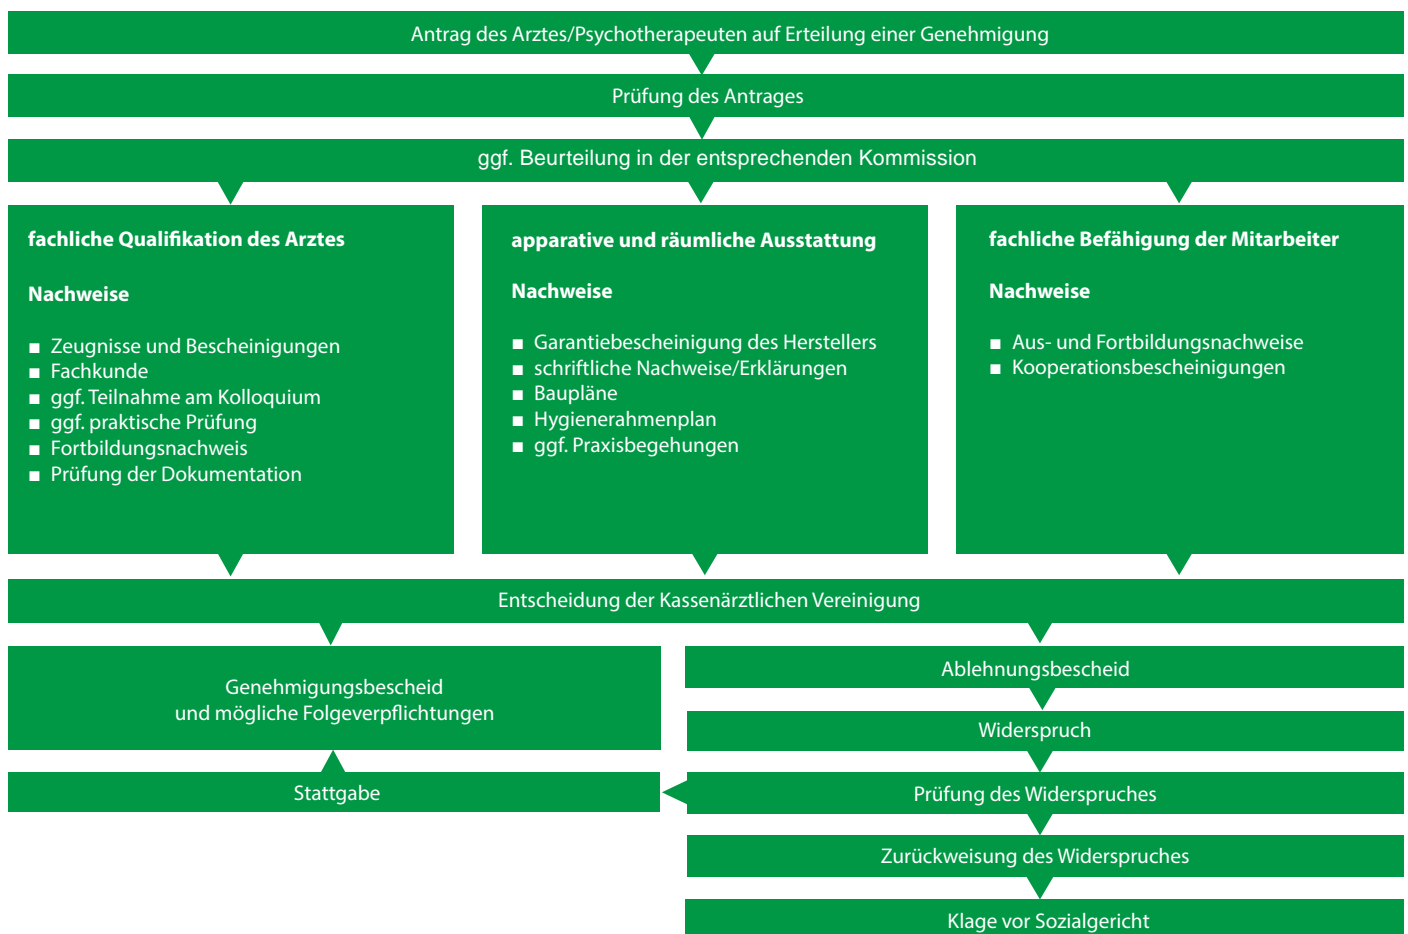 Antrag des Arztes/Psychotherapeuten auf Erteilung einer Genehmigung
Prüfung des Antrages
ggf. Beurteilung in der entsprechenden Kommission
fachliche Qualifikation des Arztes
Nachweise
■ Zeugnisse und Bescheinigungen
■ Fachkunde
■ ggf. Teilnahme am Kolloquium
■ ggf. praktische Prüfung
■ Fortbildungsnachweis
■ Prüfung der Dokumentation
apparative und räumliche Ausstattung
Nachweise
■ Garantiebescheinigung des Herstellers
■ schriftliche Nachweise/Erklärungen
■ Baupläne
■ Hygienerahmenplan
■ ggf. Praxisbegehungen
fachliche Befähigung der Mitarbeiter
Nachweise
■ Aus- und Fortbildungsnachweise
■ Kooperationsbescheinigungen
Entscheidung der Kassenärztlichen Vereinigung
Genehmigungsbescheid
und mögliche Folgeverpflichtungen
Ablehnungsbescheid
Widerspruch
Stattgabe
Prüfung des Widerspruches
Zurückweisung des Widerspruches
Klage vor Sozialgericht